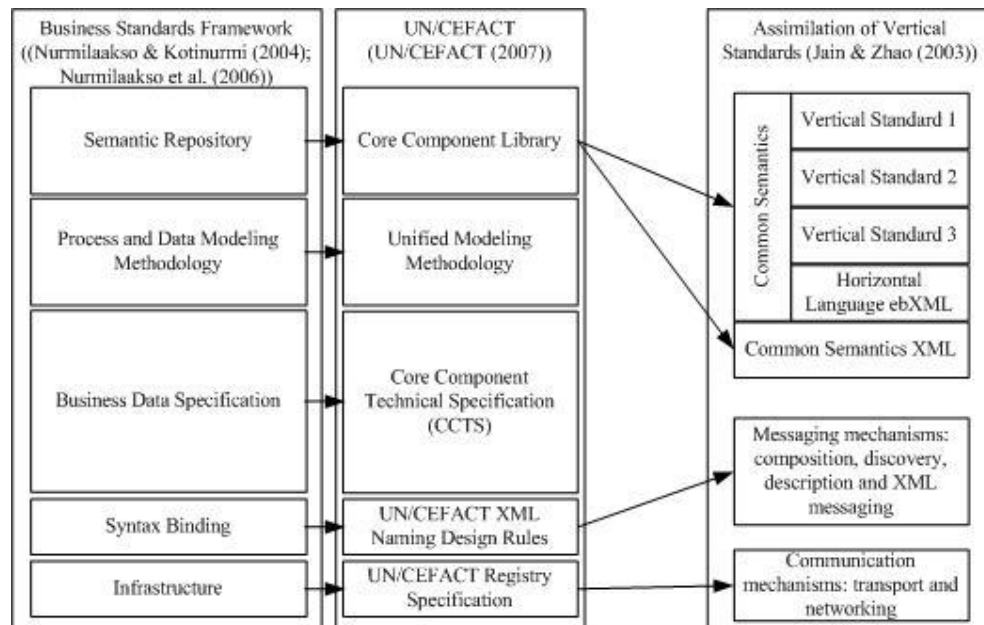 Business Standards Framework
((Nurmilaakso & Kotinurmi (2004);
Nurmilaakso et al. (2006))
Semantic Repository
Process and Data Modeling
Methodology
Business Data Specification
Syntax Binding
Infrastructure
UN/CEFACT
(UN/CEFACT (2007))
Core Component Library
Unified Modeling
Methodology
Core Component
Technical Specification
(CCTS)
UN/CEFACT XML
Naming Design Rules
UN/CEFACT Registry
Specification
Assimilation of Vertical
Standards (Jain & Zhao (2003))
Common Semantics
Vertical Standard 1
Vertical Standard 2
Vertical Standard 3
Horizontal
Language ebXML
Common Semantics XML
Messaging mechanisms:
composition, discovery,
description and XML
messaging
Communication
mechanisms: transport and
networking